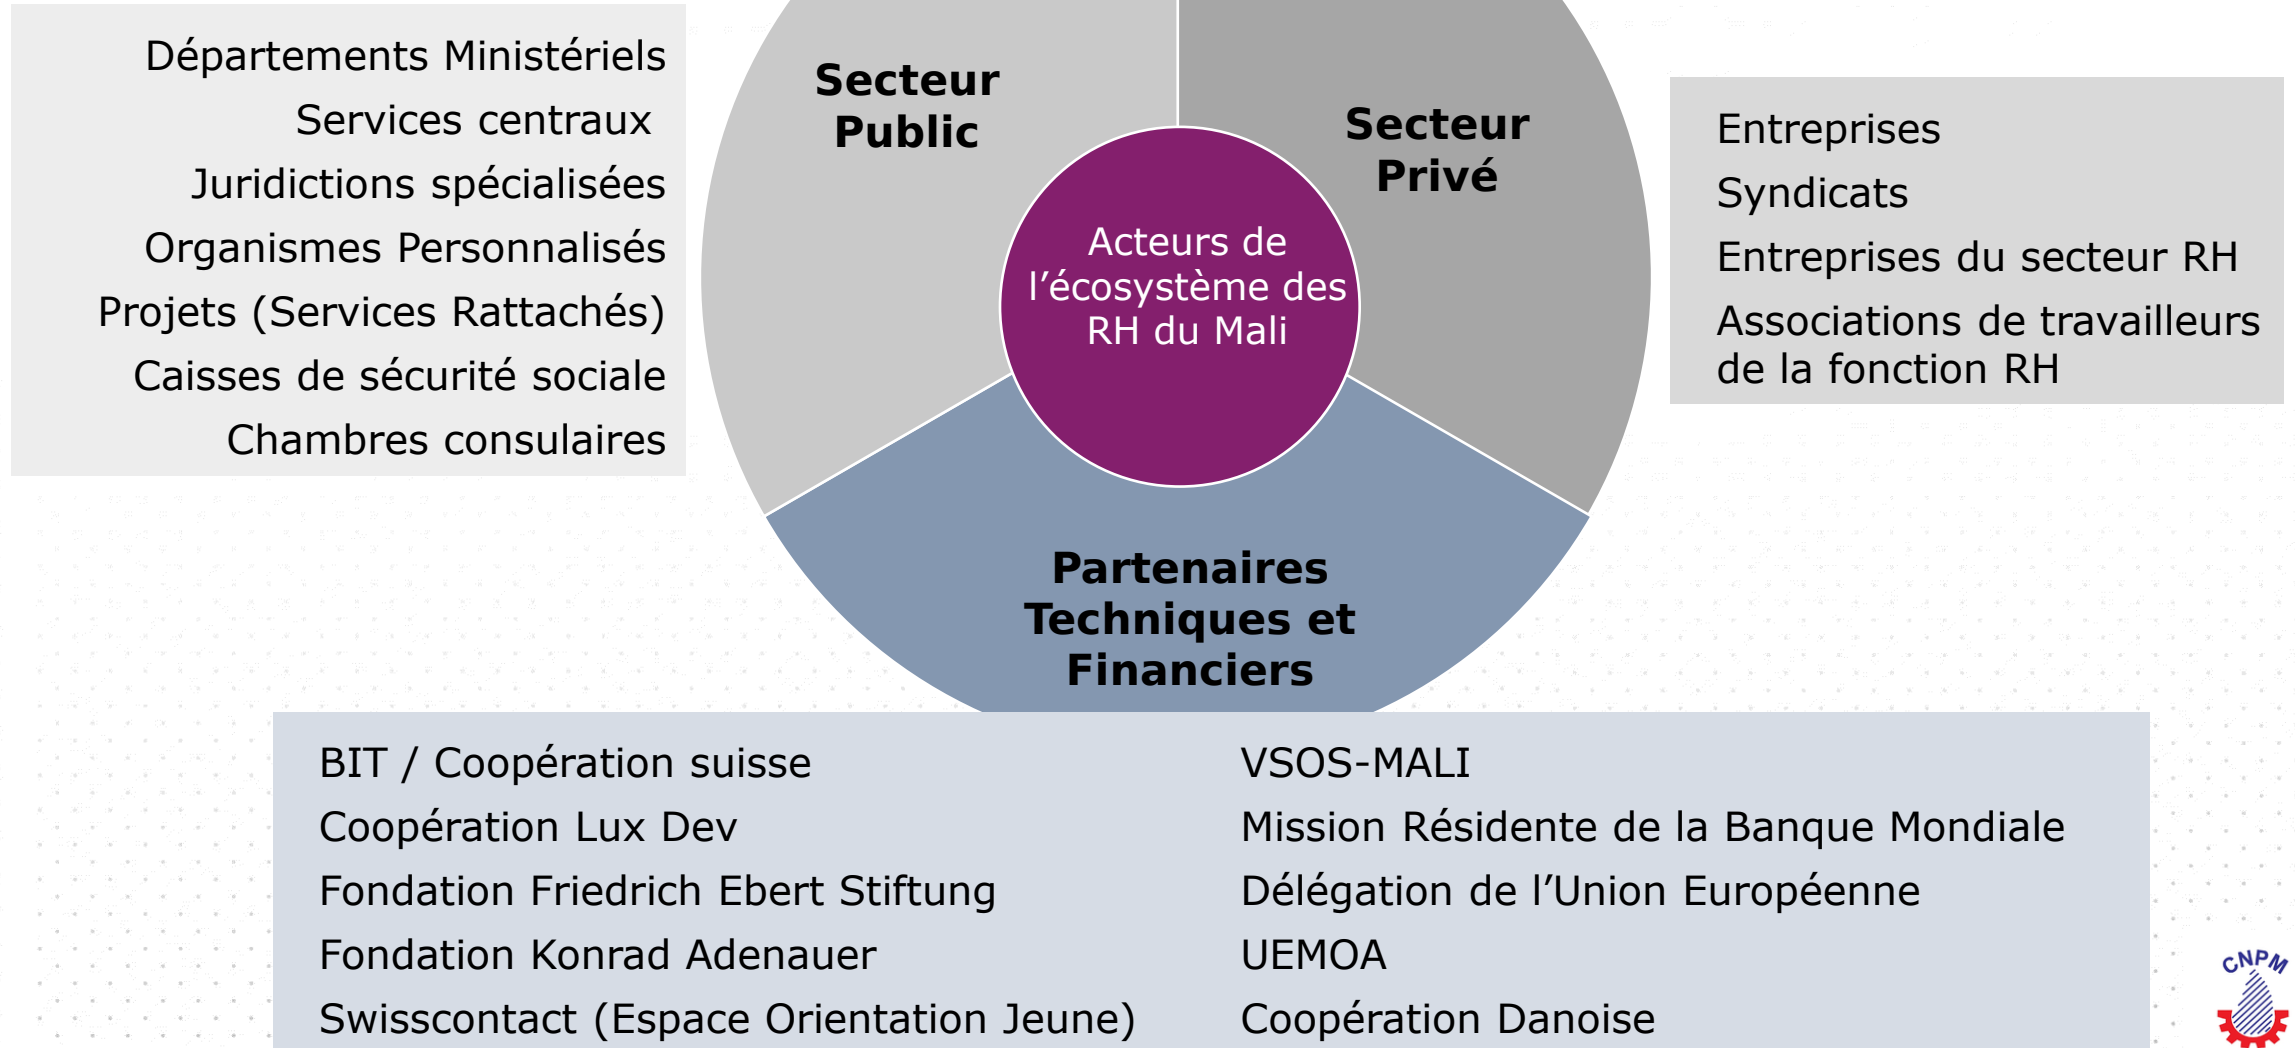 Départements Ministériels
Services centraux
Juridictions spécialisées
Organismes Personnalisés
Projets (Services Rattachés)
Caisses de sécurité sociale
Chambres consulaires
Secteur
Public
Secteur
Privé
Acteurs de
l’écosystème des
RH du Mali
Entreprises
Syndicats
Entreprises du secteur RH
Associations de travailleurs
de la fonction RH
Partenaires
Techniques et
Financiers
BIT / Coopération suisse
Coopération Lux Dev
Fondation Friedrich Ebert Stiftung
Fondation Konrad Adenauer
Swisscontact (Espace Orientation Jeune)
VSOS-MALI
Mission Résidente de la Banque Mondiale
Délégation de l’Union Européenne
UEMOA
Coopération Danoise
CNPM